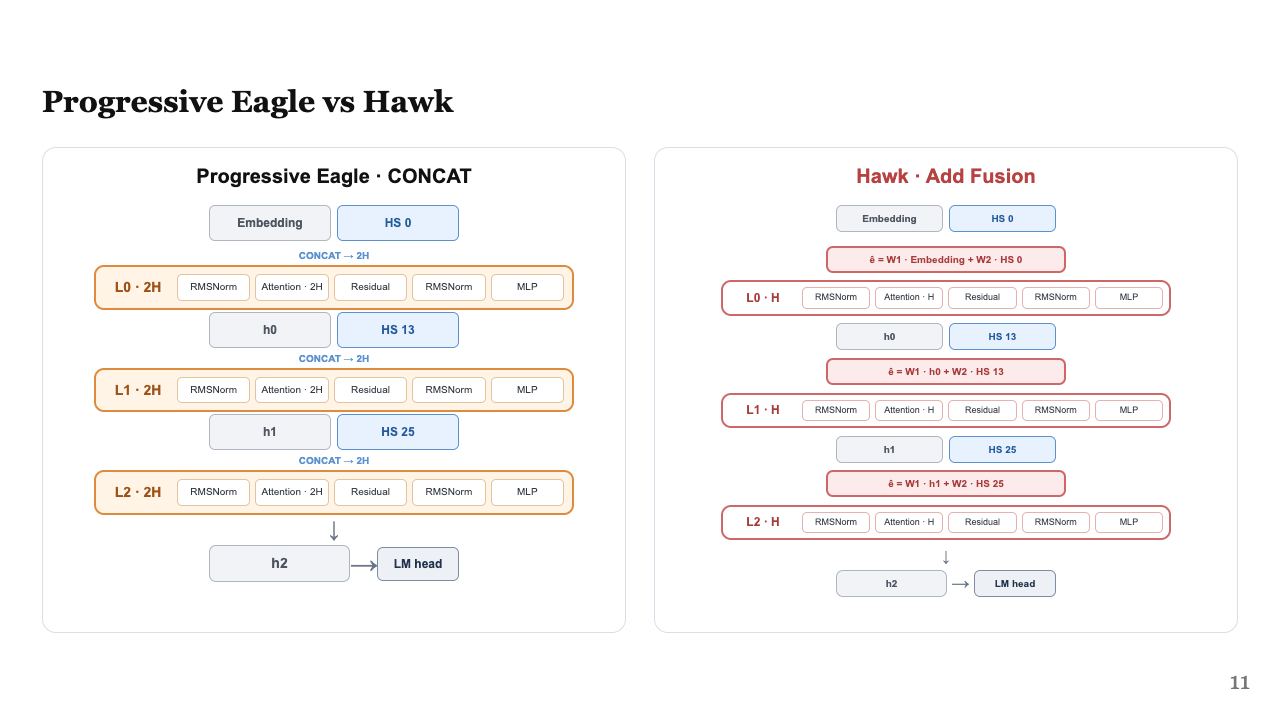 Progressive Eagle vs Hawk
Progressive Eagle · CONCAT
Embedding HS 0
CONCAT → 2H
L0 · 2H RMSNorm Attention · 2H Residual RMSNorm MLP
h0 HS 13
CONCAT → 2H
L1 · 2H RMSNorm Attention · 2H Residual RMSNorm MLP
h1 HS 25
CONCAT → 2H
L2 · 2H RMSNorm Attention · 2H Residual RMSNorm MLP
↓
h2 → LM head
Hawk · Add Fusion
Embedding HS 0
ê = W1 · Embedding + W2 · HS 0
L0 · H RMSNorm Attention · H Residual RMSNorm MLP
h0 HS 13
ê = W1 · h0 + W2 · HS 13
L1 · H RMSNorm Attention · H Residual RMSNorm MLP
h1 HS 25
ê = W1 · h1 + W2 · HS 25
L2 · H RMSNorm Attention · H Residual RMSNorm MLP
↓
h2 → LM head
11